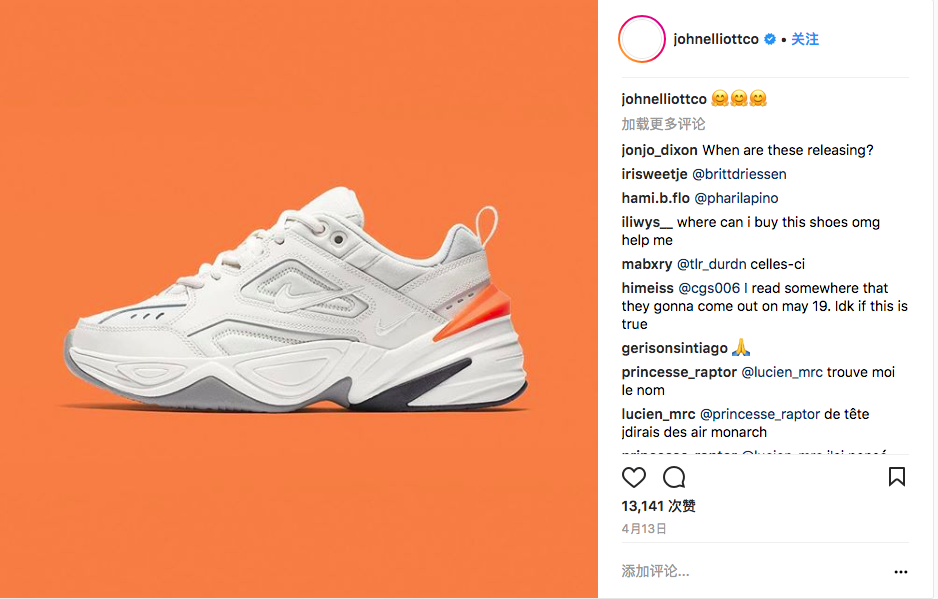 johnelliottco • 关注
johnelliottco 🤗🤗🤗
加载更多评论
jonjo_dixon When are these releasing?
irisweetje @brittdriessen
hami.b.flo @pharilapino
iliwys__ where can i buy this shoes omg
help me
mabxry @tlr_durdn celles-ci
himeiss @cgs006 I read somewhere that
they gonna come out on may 19. Idk if this is
true
gerisonsintiago 🙏
princesse_raptor @lucien_mrc trouve moi
le nom
lucien_mrc @princesse_raptor de tête
jdirais des air monarch
13,141 次赞
4月13日
添加评论...